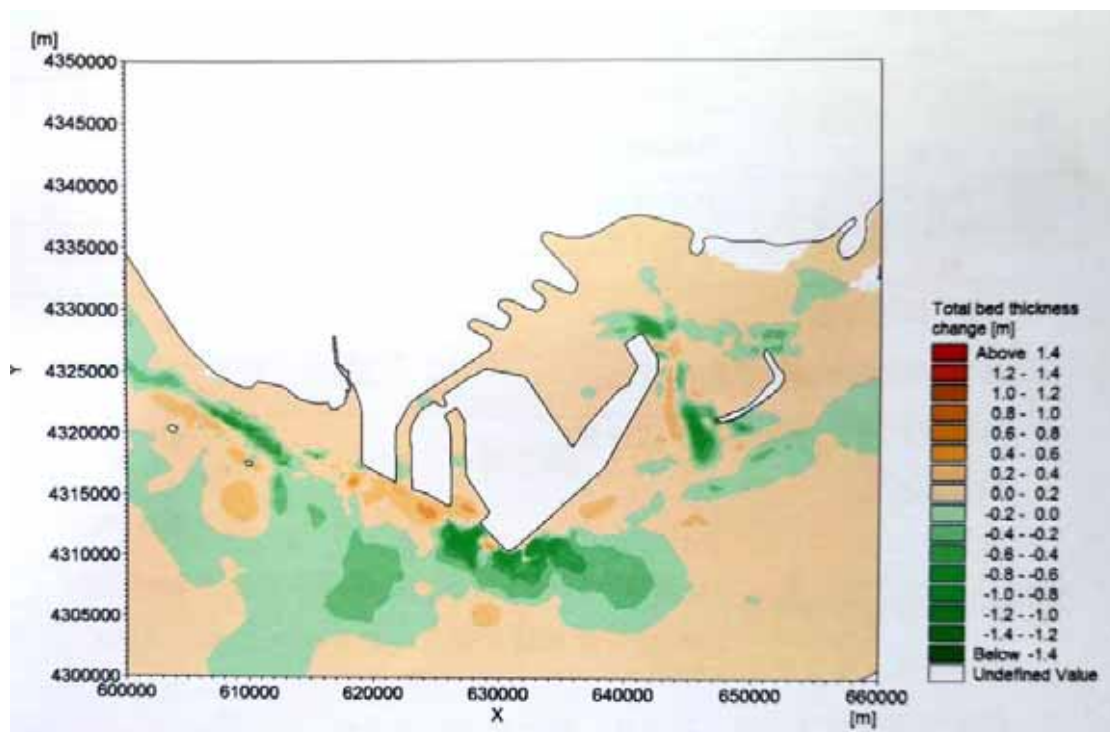 [m]
4350000
4345000
4340000
4335000
4330000
4325000
4320000
4315000
4310000
4305000
4300000
Y
600000 610000 620000 630000 640000 650000 660000
X
[m]
Total bed thickness
change [m]
Above 1.4
1.2 - 1.4
1.0 - 1.2
0.8 - 1.0
0.6 - 0.8
0.4 - 0.6
0.2 - 0.4
0.0 - 0.2
-0.2 - 0.0
-0.4 - -0.2
-0.6 - -0.4
-0.8 - -0.6
-1.0 - -0.8
-1.2 - -1.0
-1.4 - -1.2
Below -1.4
Undefined Value